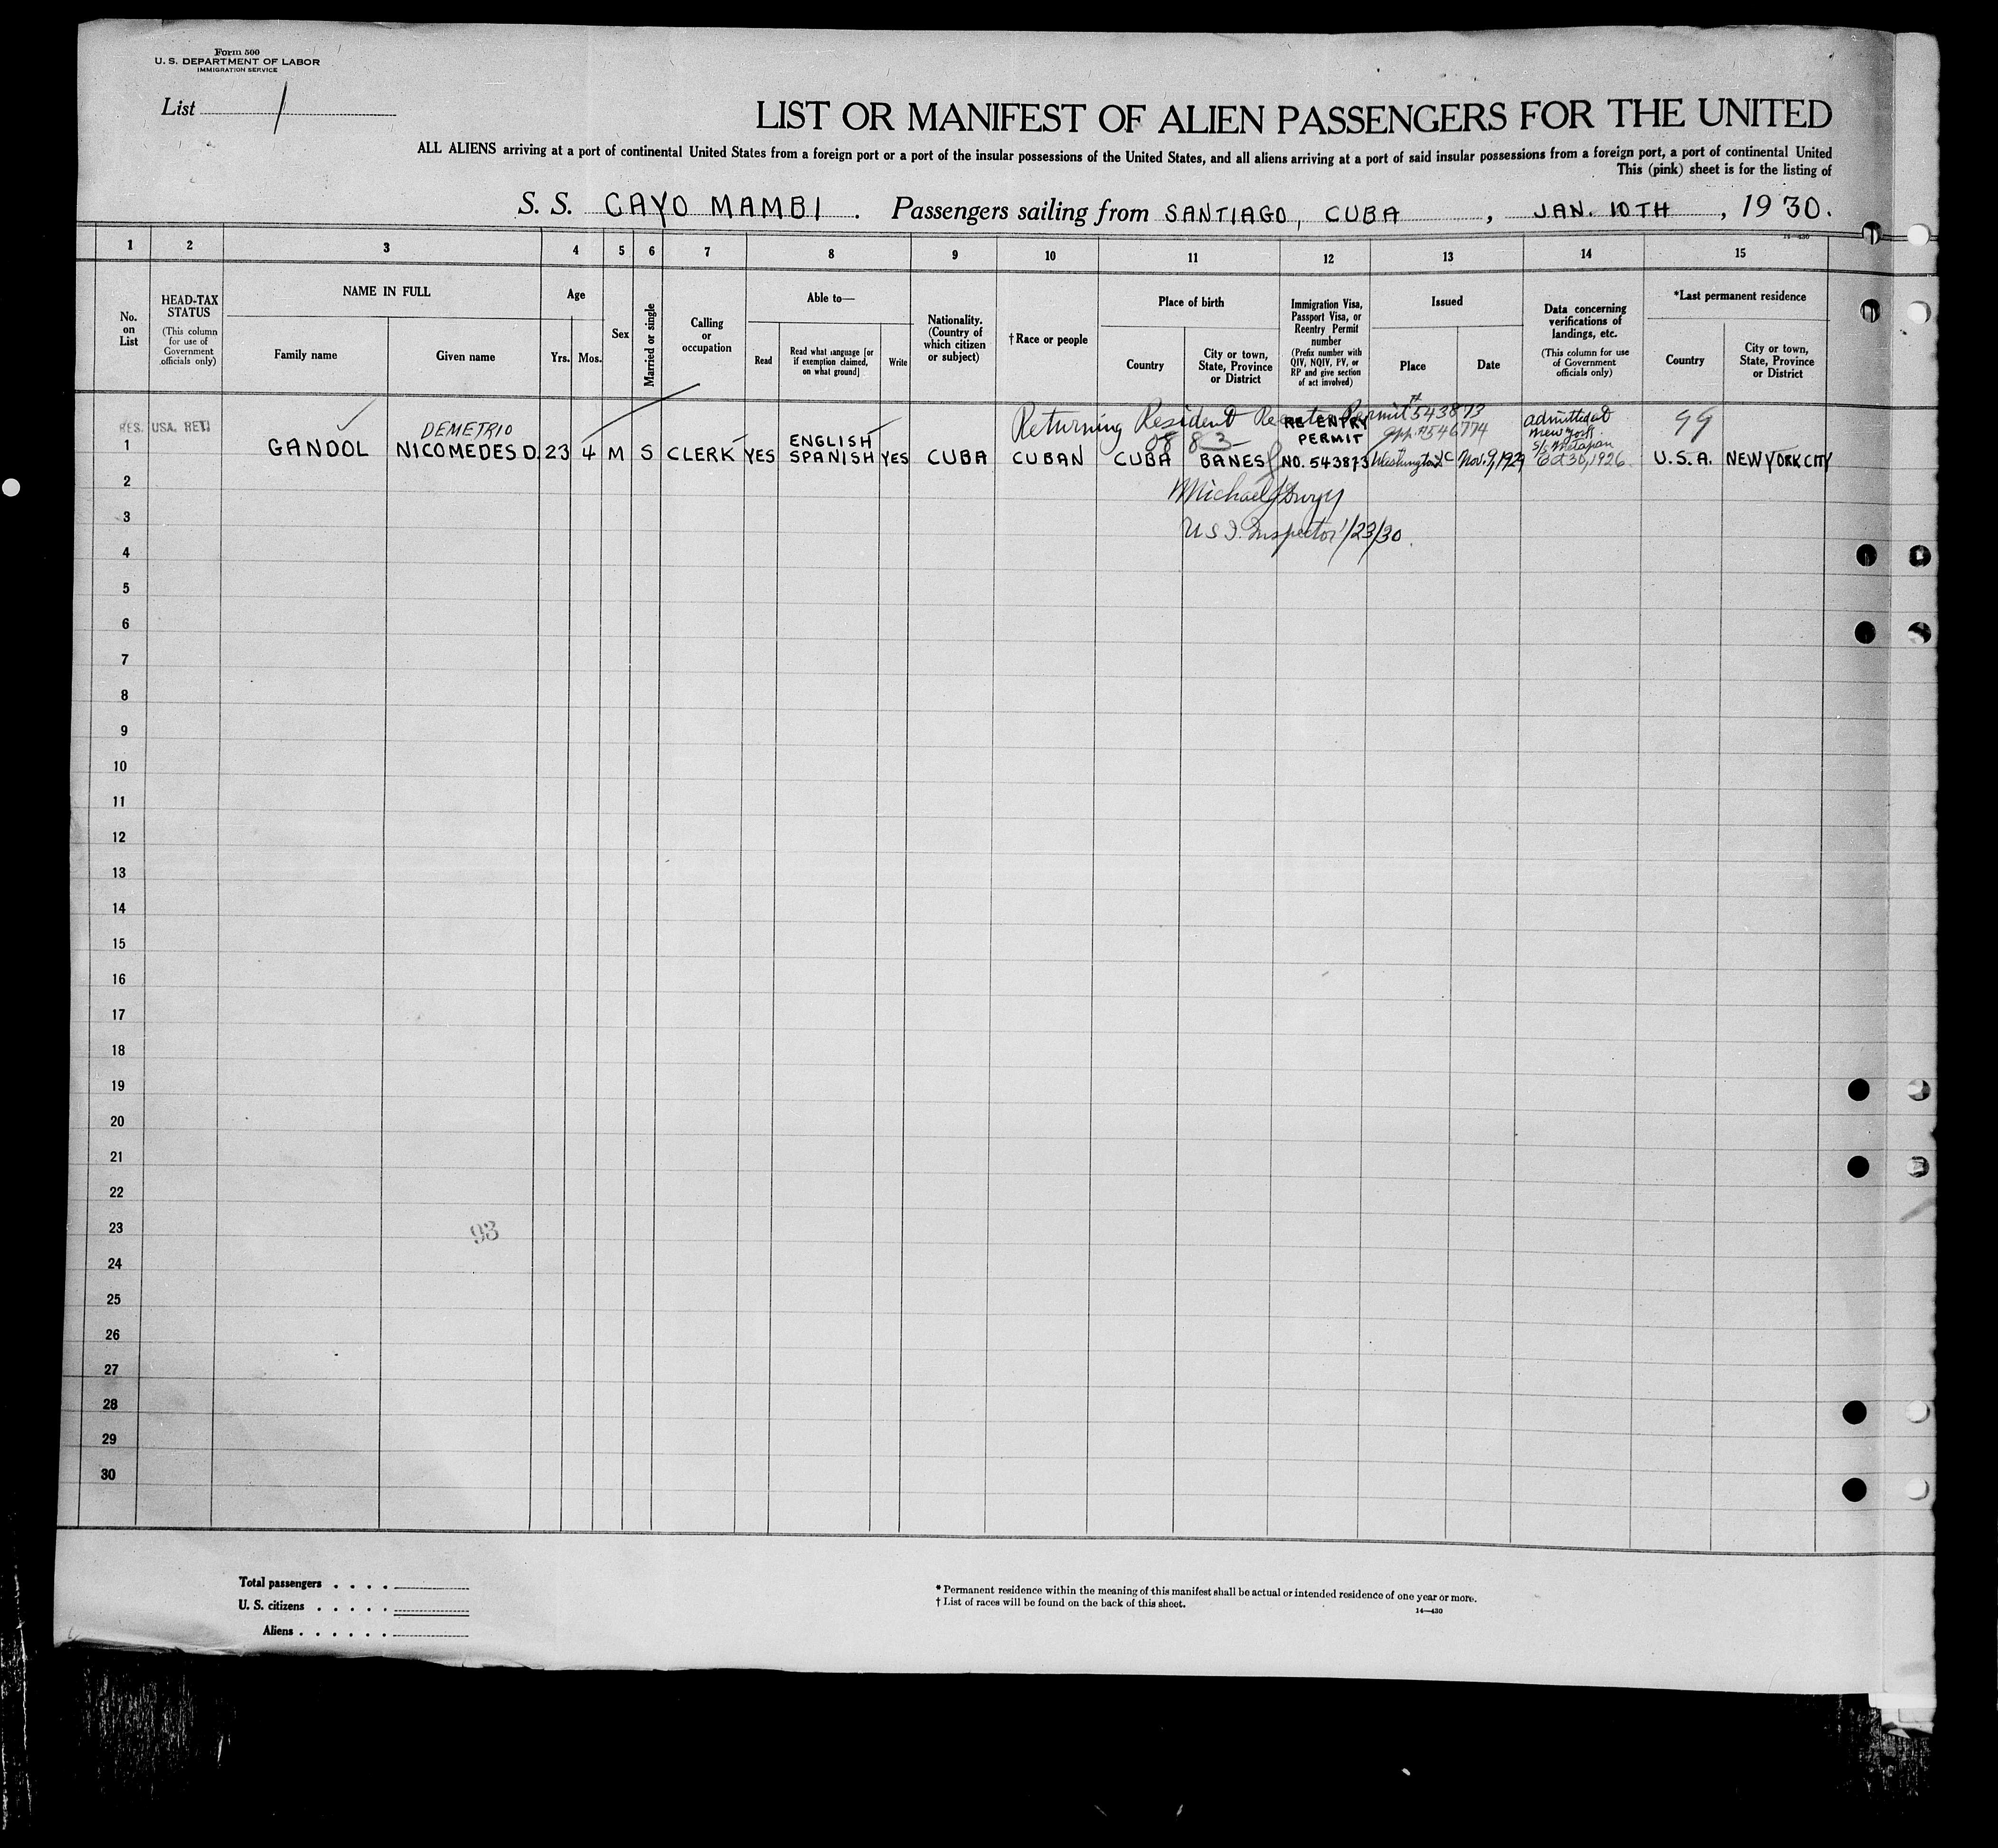 Form 500
U. S. DEPARTMENT OF LABOR
IMMIGRATION SERVICE
List 1
LIST OR MANIFEST OF ALIEN PASSENGERS FOR THE UNITED
ALL ALIENS arriving at a port of continental United States from a foreign port or a port of the insular possessions of the United States, and all aliens arriving at a port of said insular possessions from a foreign port, a port of continental United
This (pink) sheet is for the listing of
S. S. CAYO MAMBI. Passengers sailing from SANTIAGO, CUBA, JAN. 10TH, 1930.
14—430
1 2 3 4 5 6 7 8 9 10 11 12 13 14 15
No. on List
HEAD-TAX STATUS
(This column for use of Government officials only)
NAME IN FULL
Family name
Given name
Age
Yrs.
Mos.
Sex
Married or single
Calling or occupation
Able to—
Read
Read what language [or if exemption claimed, on what ground]
Write
Nationality. (Country of which citizen or subject)
†Race or people
Place of birth
Country
City or town, State, Province or District
Immigration Visa, Passport Visa, or Reentry Permit number
(Prefix number with QIV, NQIV, PV, or RP and give section of act involved)
Issued
Place
Date
Data concerning verifications of landings, etc.
(This column for use of Government officials only)
*Last permanent residence
Country
City or town, State, Province or District
Returning Resident Reentry Permit #543873
RES. USA. RET.
DEMETRIO
RE-ENTRY PERMIT
#546774
admitted at New York S/S Metapan Oct 30, 1926
1 GANDOL NICOMEDES D. 23 4 M S CLERK YES ENGLISH SPANISH YES CUBA CUBAN CUBA BANES NO. 543873 Washington DC Nov. 9, 1929 U.S.A. NEW YORK CITY
2
Michael
3
U S I. Inspector 1/23/30.
4
5
6
7
8
9
10
11
12
13
14
15
16
17
18
19
20
21
22
23
93
24
25
26
27
28
29
30
Total passengers . . . .
U. S. citizens . . . . .
Aliens . . . . . .
* Permanent residence within the meaning of this manifest shall be actual or intended residence of one year or more.
† List of races will be found on the back of this sheet.
14—430